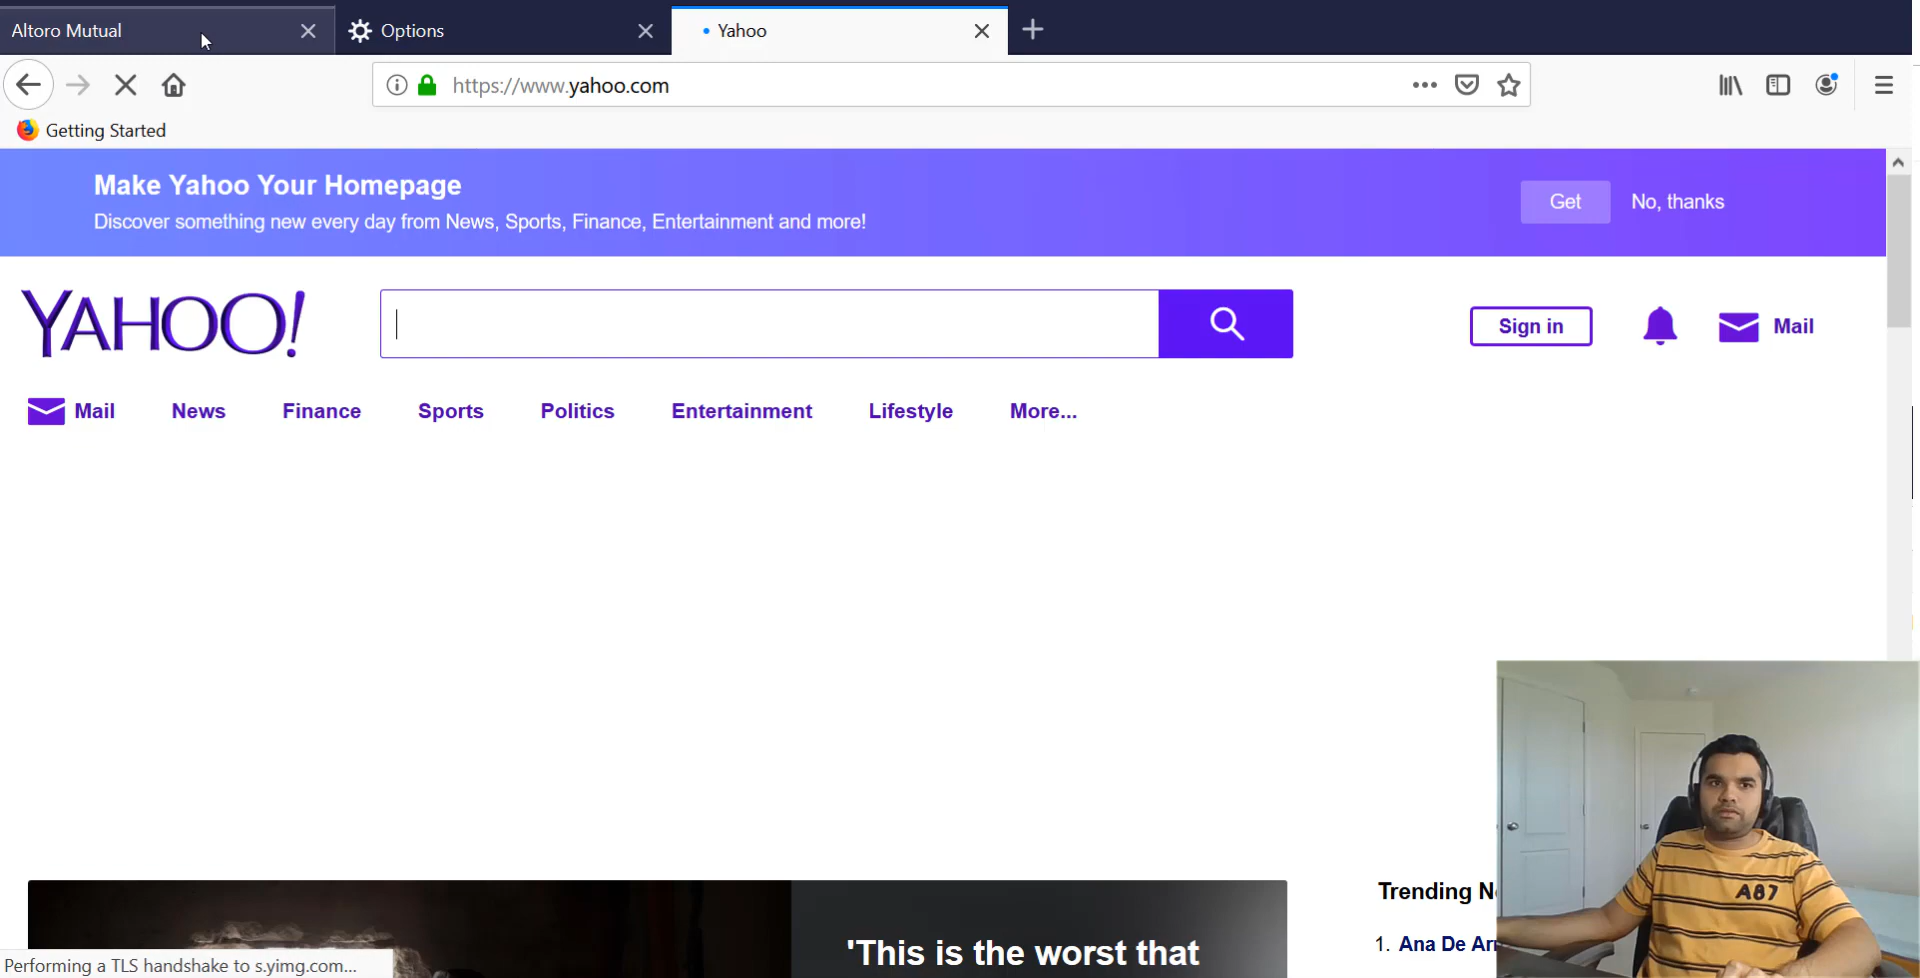 Altoro Mutual
Options
Yahoo
https://www.yahoo.com
Getting Started
Make Yahoo Your Homepage
Discover something new every day from News, Sports, Finance, Entertainment and more!
Get
No, thanks
YAHOO!
Sign in
Mail
Mail
News
Finance
Sports
Politics
Entertainment
Lifestyle
More...
'This is the worst that
Trending
1. Ana De
A87
Performing a TLS handshake to s.yimg.com...